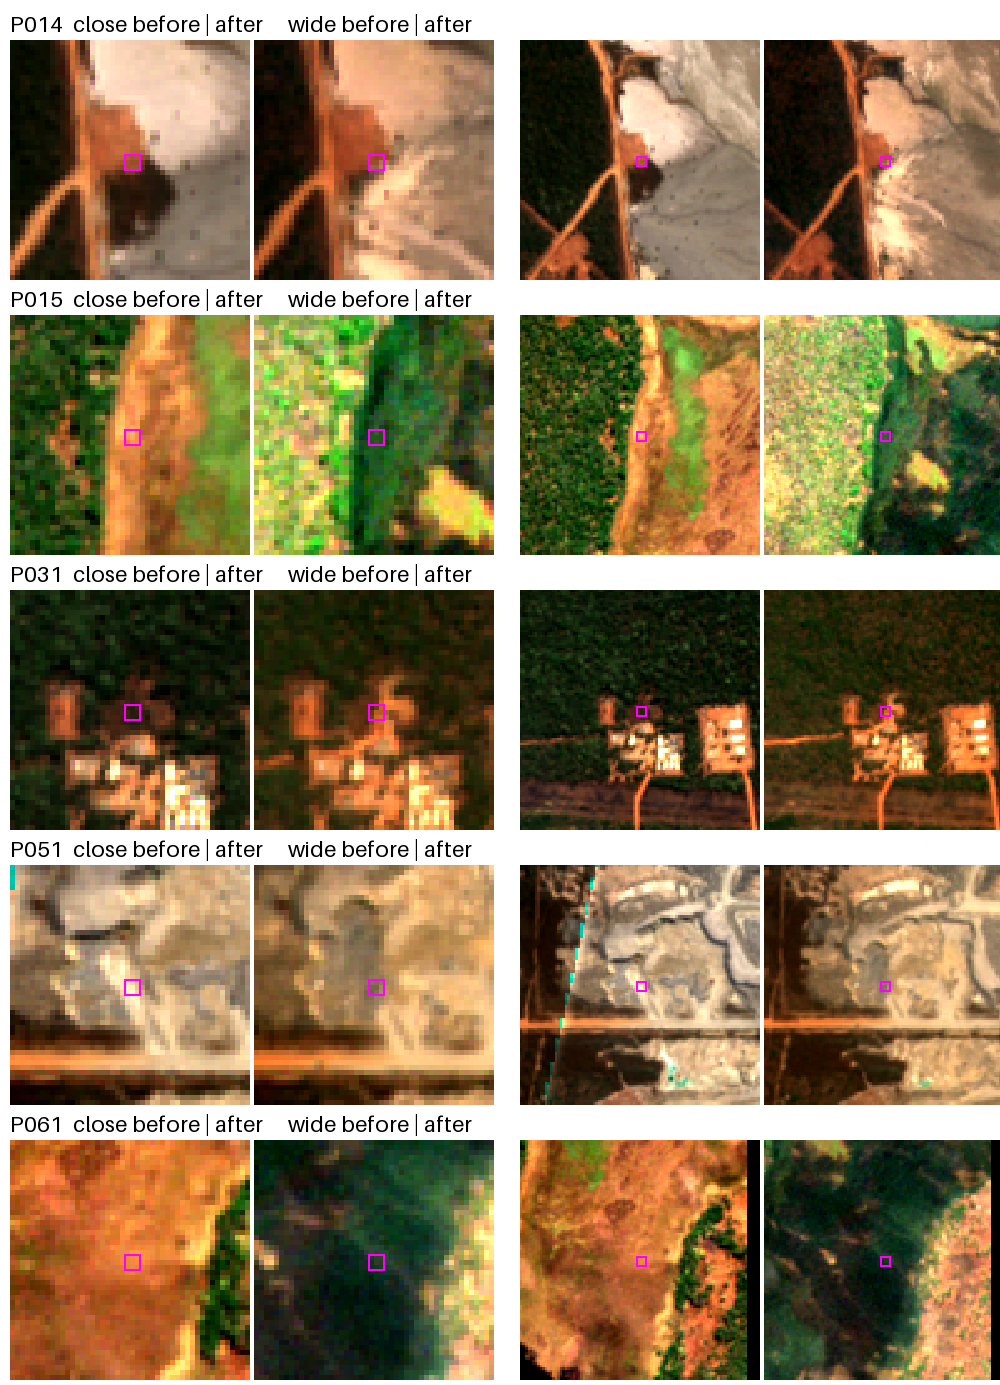 P014 close before | after wide before | after
P015 close before | after wide before | after
P031 close before | after wide before | after
P051 close before | after wide before | after
P061 close before | after wide before | after